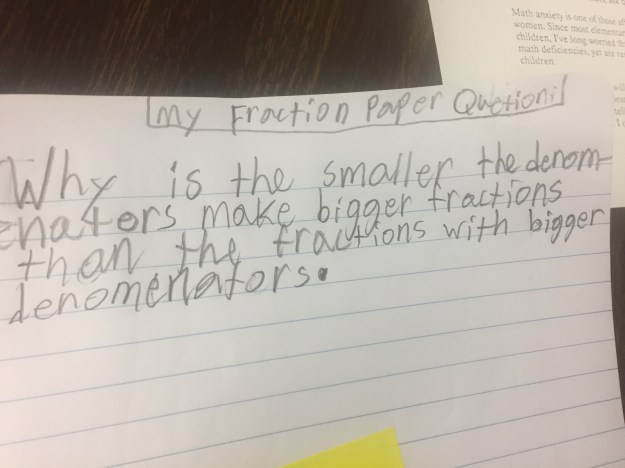 Math anxiety is one of those
women. Since most elementar
children, I've long worried th
math deficiencies, yet are
children.
My Fraction Paper Quetion:
Why is the smaller the denom-
enators make bigger fractions
than the fractions with bigger
denomenators.